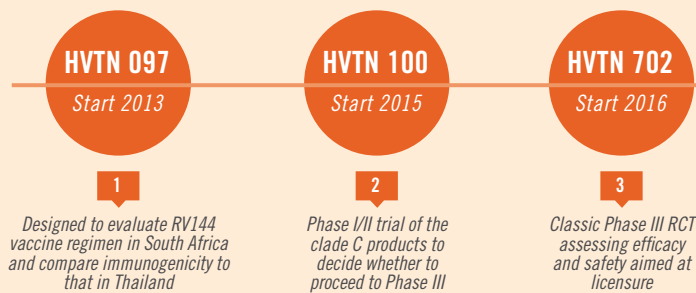 HVTN 097
Start 2013
1
Designed to evaluate RV144
vaccine regimen in South Africa
and compare immunogenicity to
that in Thailand
HVTN 100
Start 2015
2
Phase I/II trial of the
clade C products to
decide whether to
proceed to Phase III
HVTN 702
Start 2016
3
Classic Phase III RCT
assessing efficacy
and safety aimed at
licensure